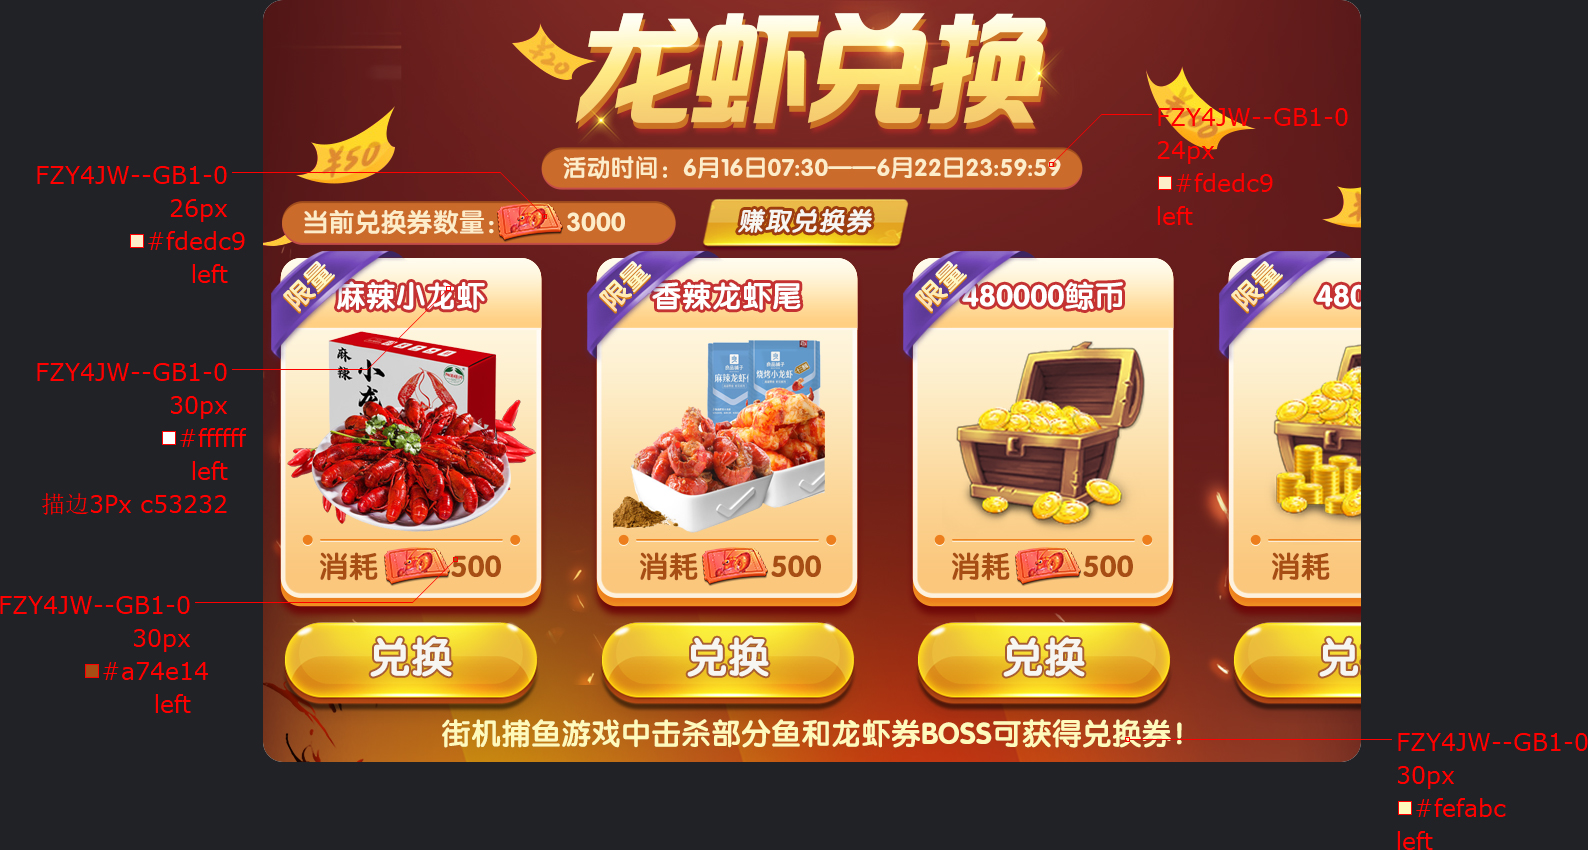 龙虾兑换
¥20
¥50
活动时间：6月16日07:30——6月22日23:59:59
FZY4JW--GB1-0
24px
#fdedc9
left
FZY4JW--GB1-0
26px
#fdedc9
left
当前兑换券数量：3000
赚取兑换券
限量
麻辣小龙虾
限量
香辣龙虾尾
限量
480000鲸币
限量
480
FZY4JW--GB1-0
30px
#ffffff
left
描边3Px c53232
麻辣
小龙
消耗 500
消耗 500
消耗 500
消耗
FZY4JW--GB1-0
30px
#a74e14
left
兑换
兑换
兑换
兑
街机捕鱼游戏中击杀部分鱼和龙虾券BOSS可获得兑换券！
FZY4JW--GB1-0
30px
#fefabc
left